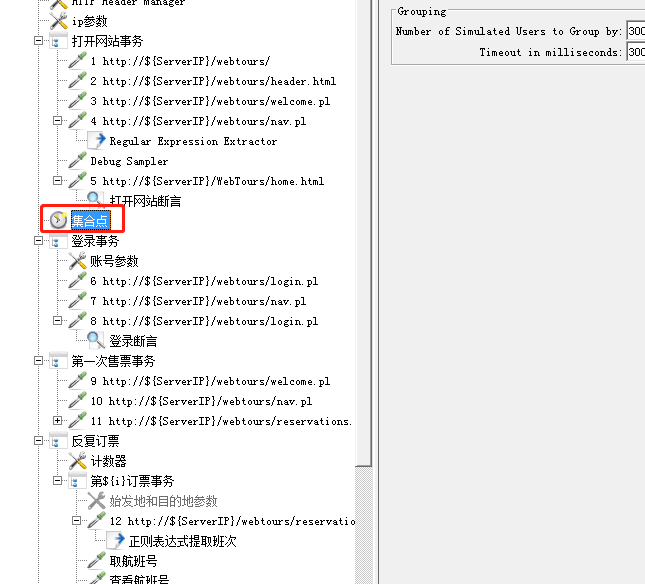 HTTP Header Manager
ip参数
打开网站事务
1 http://${ServerIP}/webtours/
2 http://${ServerIP}/webtours/header.html
3 http://${ServerIP}/webtours/welcome.pl
4 http://${ServerIP}/webtours/nav.pl
Regular Expression Extractor
Debug Sampler
5 http://${ServerIP}/WebTours/home.html
打开网站断言
集合点
登录事务
账号参数
6 http://${ServerIP}/webtours/login.pl
7 http://${ServerIP}/webtours/nav.pl
8 http://${ServerIP}/webtours/login.pl
登录断言
第一次售票事务
9 http://${ServerIP}/webtours/welcome.pl
10 http://${ServerIP}/webtours/nav.pl
11 http://${ServerIP}/webtours/reservations.
反复订票
计数器
第${i}订票事务
始发地和目的地参数
12 http://${ServerIP}/webtours/reservatio
正则表达式提取班次
取航班号
查看航班号
Grouping
Number of Simulated Users to Group by: 300
Timeout in milliseconds: 300